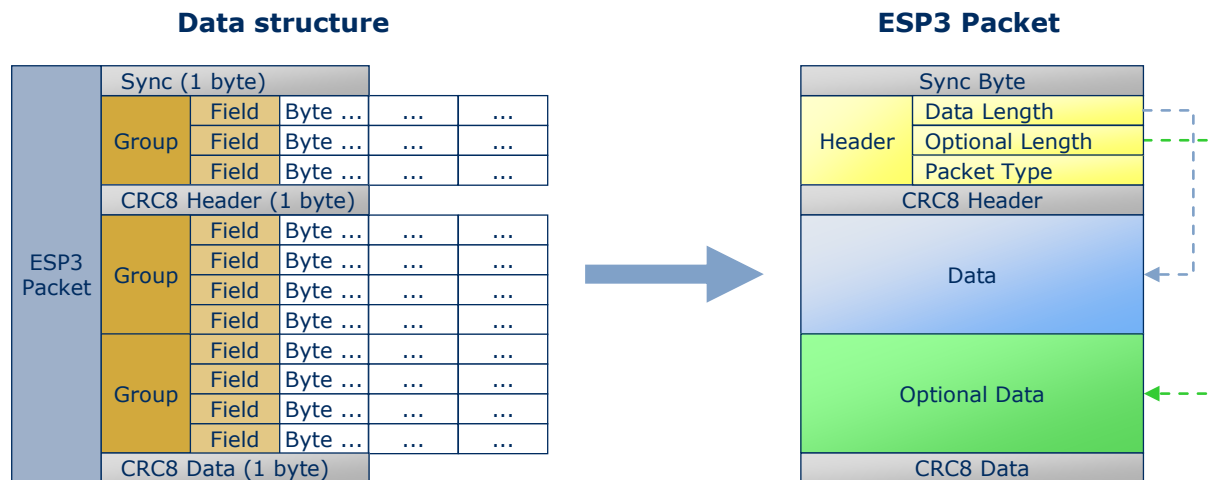 Data structure
ESP3 Packet
ESP3
Packet
Sync (1 byte)
Group
Field Byte ... ... ...
Field Byte ... ... ...
Field Byte ... ... ...
CRC8 Header (1 byte)
Group
Field Byte ... ... ...
Field Byte ... ... ...
Field Byte ... ... ...
Field Byte ... ... ...
Group
Field Byte ... ... ...
Field Byte ... ... ...
Field Byte ... ... ...
Field Byte ... ... ...
CRC8 Data (1 byte)
Sync Byte
Header
Data Length
Optional Length
Packet Type
CRC8 Header
Data
Optional Data
CRC8 Data